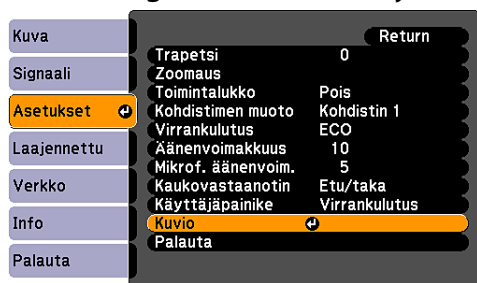 Kuva
Signaali
Asetukset
Laajennettu
Verkko
Info
Palauta
Return
Trapetsi 0
Zoomaus
Toimintalukko Pois
Kohdistimen muoto Kohdistin 1
Virrankulutus ECO
Äänenvoimakkuus 10
Mikrof. äänenvoim. 5
Kaukovastaanotin Etu/taka
Käyttäjäpainike Virrankulutus
Kuvio
Palauta